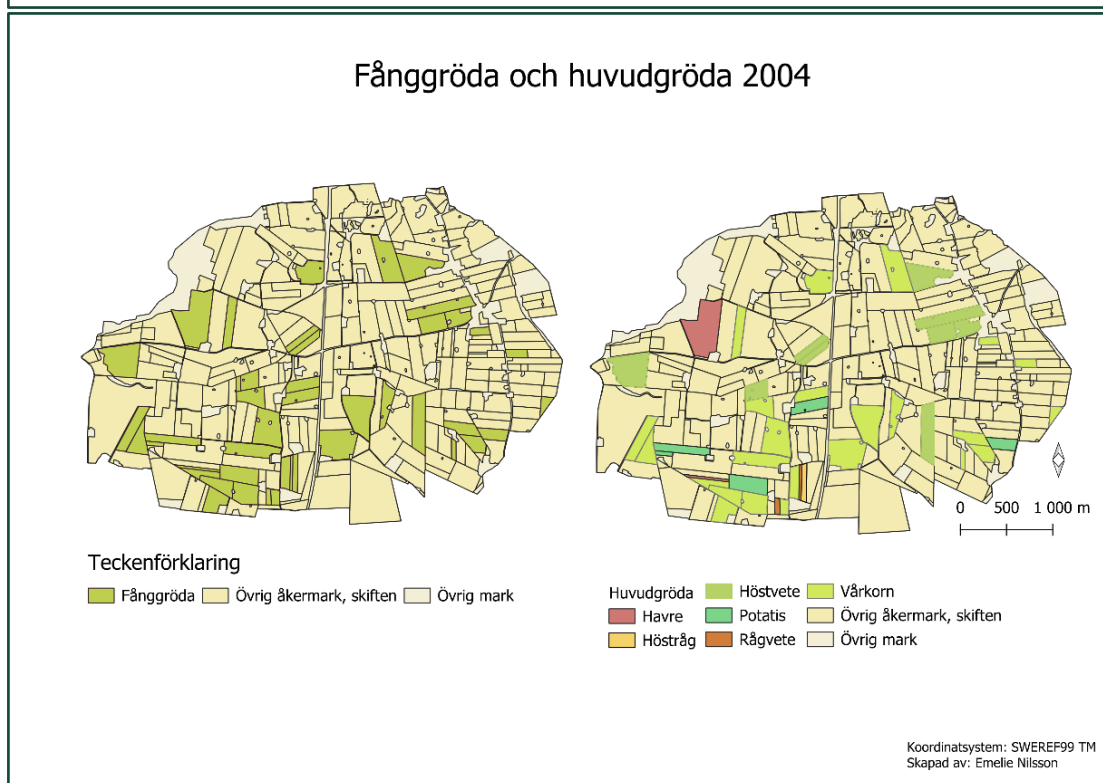 Fånggröda och huvudgröda 2004
0 500 1 000 m
Teckenförklaring
Fånggröda Övrig åkermark, skiften Övrig mark
Huvudgröda Höstvete Vårkorn
Havre Potatis Övrig åkermark, skiften
Höstråg Rågvete Övrig mark
Koordinatsystem: SWEREF99 TM
Skapad av: Emelie Nilsson